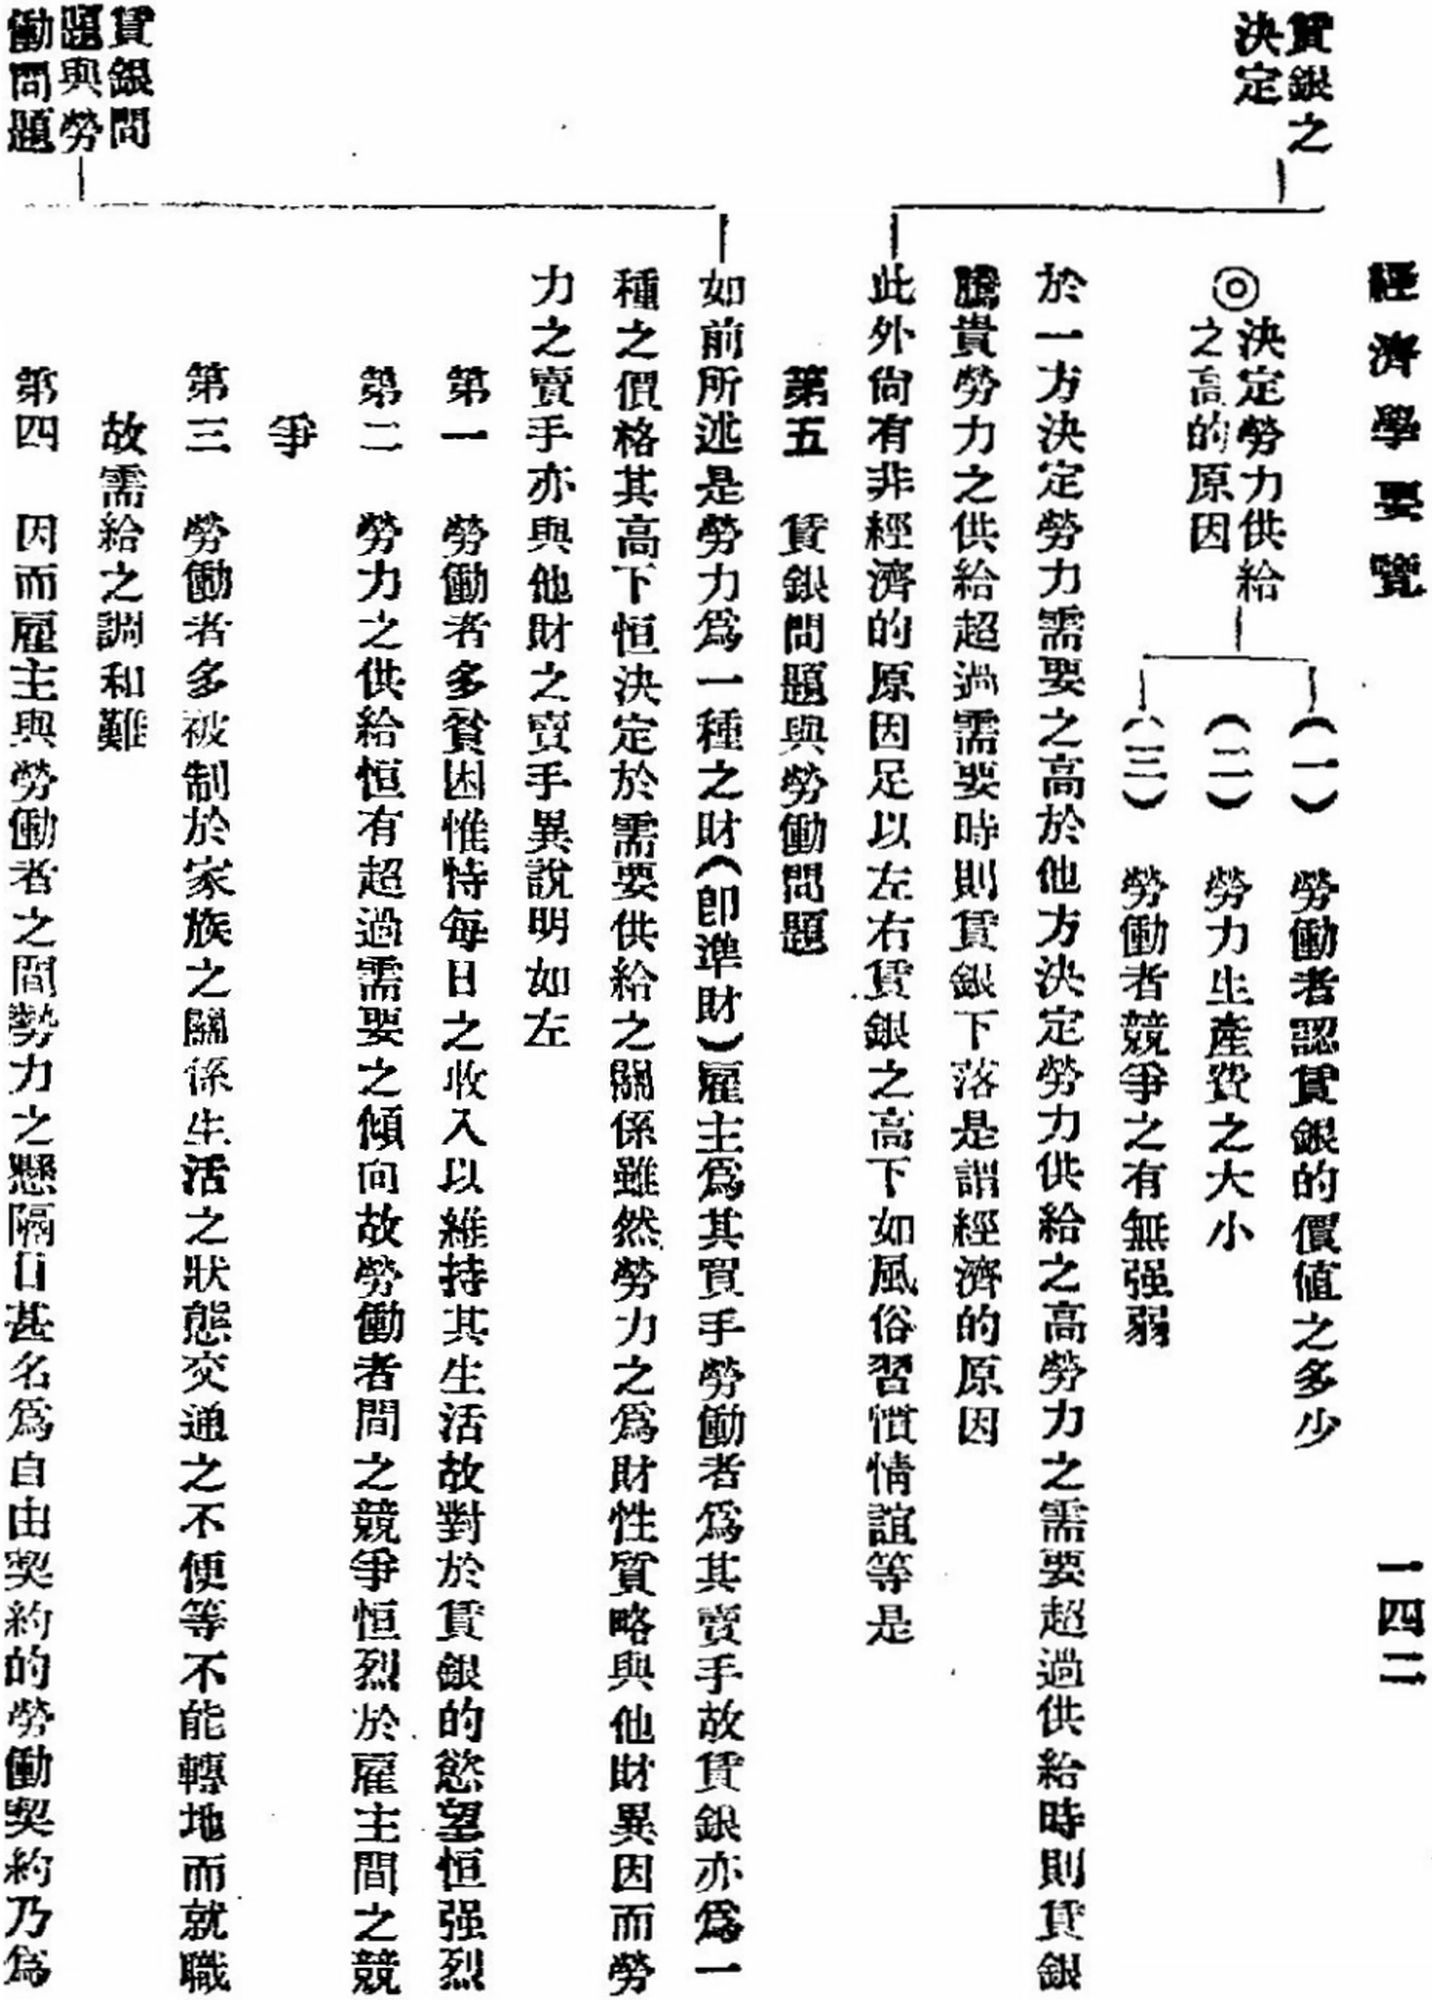 經濟學要覽
一四二
賃銀之
決定
◎決定勞力供給
之高的原因
（一）　勞働者認賃銀的價值之多少
（二）　勞力生產費之大小
（三）　勞働者競爭之有無强弱
於一方決定勞力需要之高於他方決定勞力供給之高勞力之需要超過供給時則賃銀
騰貴勞力之供給超過需要時則賃銀下落是謂經濟的原因
此外尙有非經濟的原因足以左右賃銀之高下如風俗習慣情誼等是
第五　賃銀問題與勞働問題
賃銀問
題與勞
働問題
如前所述是勞力爲一種之財（卽準財）雇主爲其買手勞働者爲其賣手故賃銀亦爲一
種之價格其高下恒決定於需要供給之關係雖然勞力之爲財性質略與他財異因而勞
力之賣手亦與他財之賣手異說明如左
第一　勞働者多貧困惟恃每日之收入以維持其生活故對於賃銀的慾望恒强烈
第二　勞力之供給恒有超過需要之傾向故勞働者間之競爭恒烈於雇主間之競
爭
第三　勞働者多被制於家族之關係生活之狀態交通之不便等不能轉地而就職
故需給之調和難
第四　因而雇主與勞働者之間勢力之懸隔日甚名爲自由契約的勞働契約乃爲